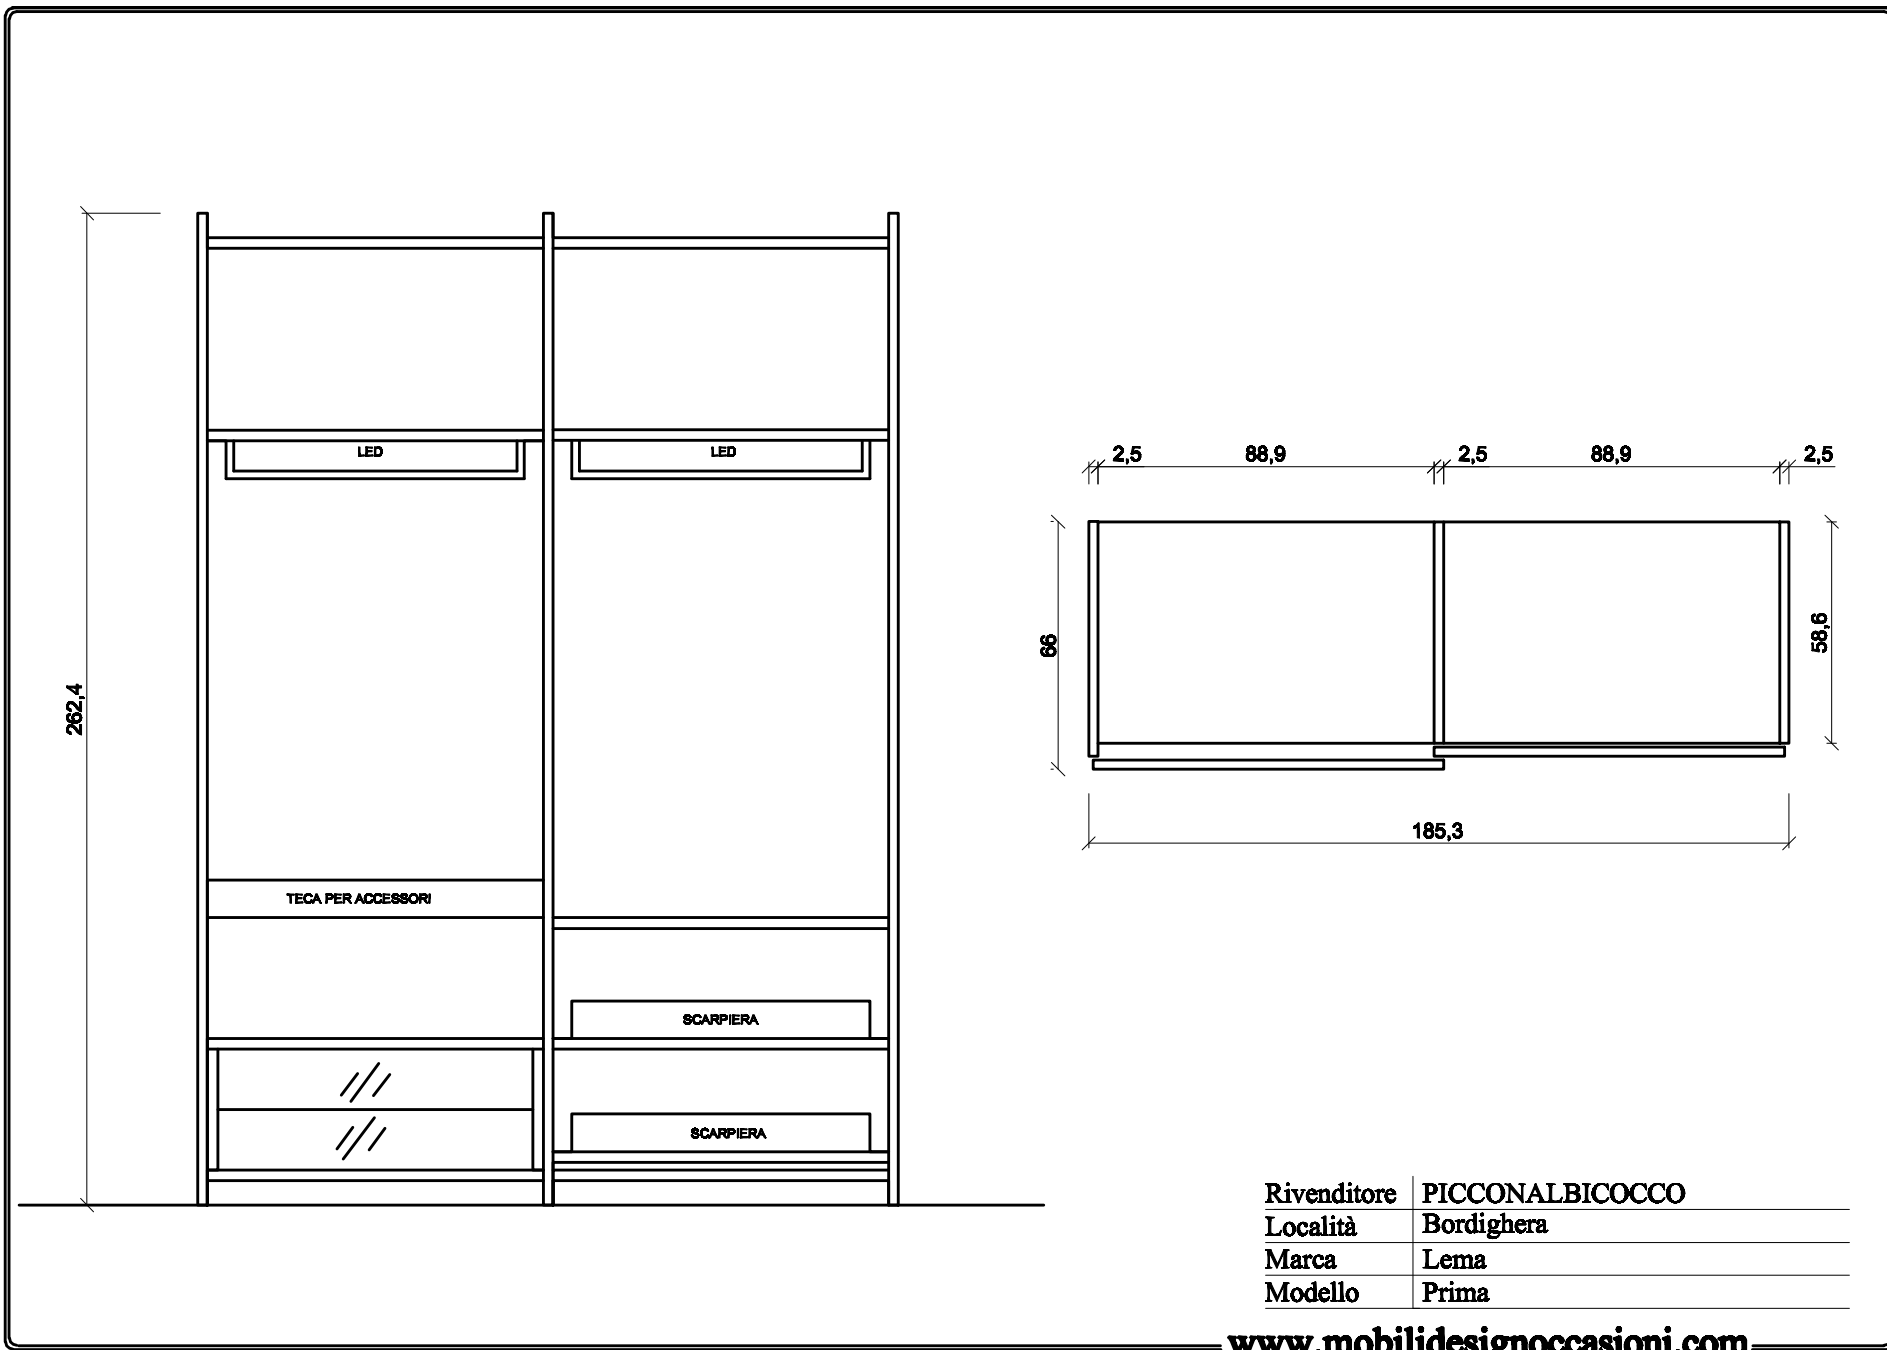 262,4
LED
LED
TECA PER ACCESSORI
SCARPIERA
SCARPIERA
2,5 88,9 2,5 88,9 2,5
66
58,6
185,3
Rivenditore PICCONALBICOCCO
Località Bordighera
Marca Lema
Modello Prima
www.mobilidesignoccasioni.com